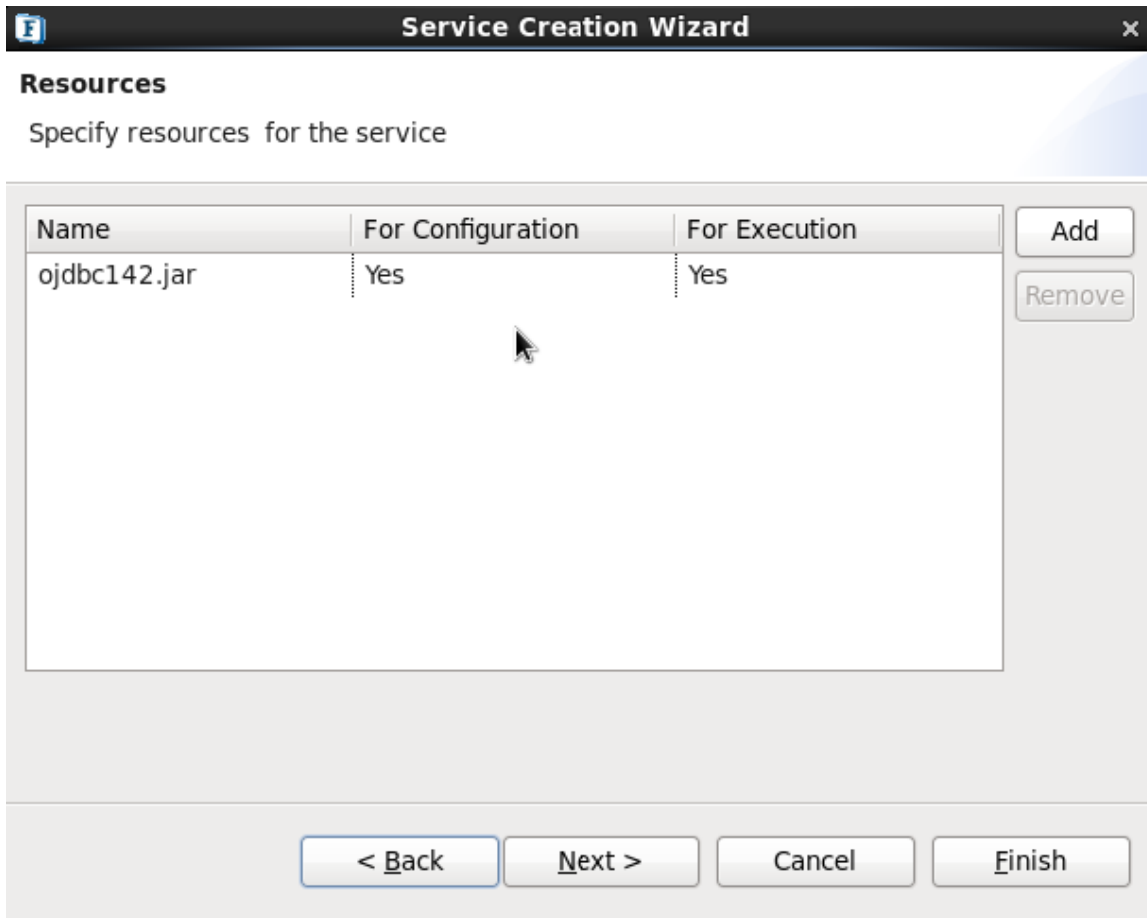 Service Creation Wizard
Resources
Specify resources for the service
Name For Configuration For Execution
Add
ojdbc142.jar Yes Yes
Remove
< Back Next > Cancel Finish